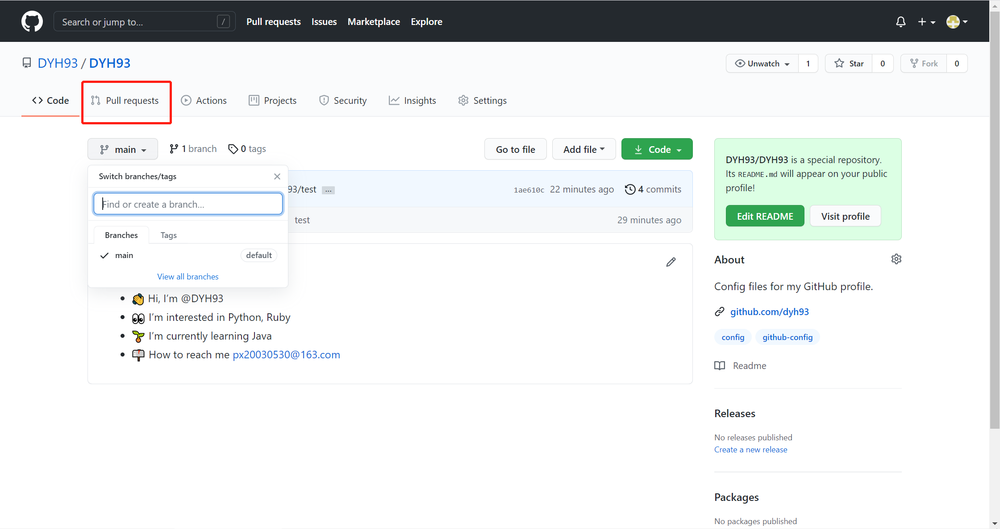 Search or jump to... /
Pull requests Issues Marketplace Explore
DYH93 / DYH93
Unwatch 1 Star 0 Fork 0
Code Pull requests Actions Projects Security Insights Settings
main 1 branch 0 tags Go to file Add file Code
Switch branches/tags
Find or create a branch...
Branches Tags
main default
View all branches
93/test ... 1ae610c 22 minutes ago 4 commits
test 29 minutes ago
Hi, I’m @DYH93
I’m interested in Python, Ruby
I’m currently learning Java
How to reach me px20030530@163.com
DYH93/DYH93 is a special repository.
Its README.md will appear on your public
profile!
Edit README Visit profile
About
Config files for my GitHub profile.
github.com/dyh93
config github-config
Readme
Releases
No releases published
Create a new release
Packages
No packages published